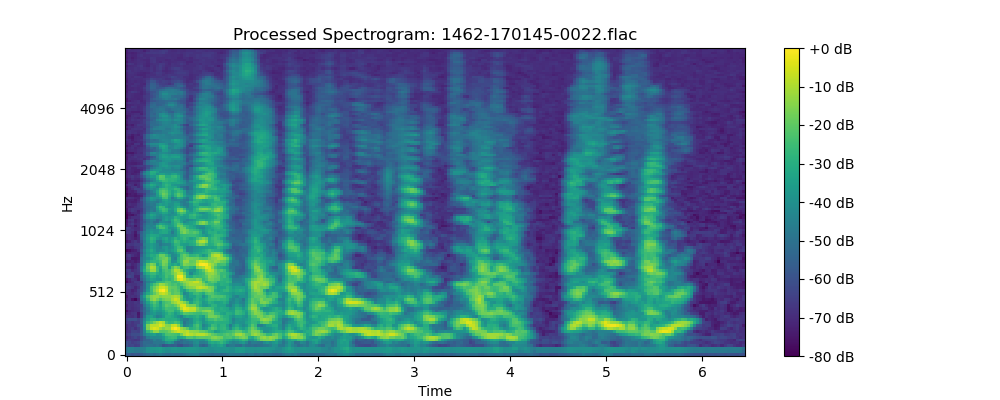 Processed Spectrogram: 1462-170145-0022.flac
Hz
4096
2048
1024
512
0
0 1 2 3 4 5 6
Time
+0 dB
-10 dB
-20 dB
-30 dB
-40 dB
-50 dB
-60 dB
-70 dB
-80 dB